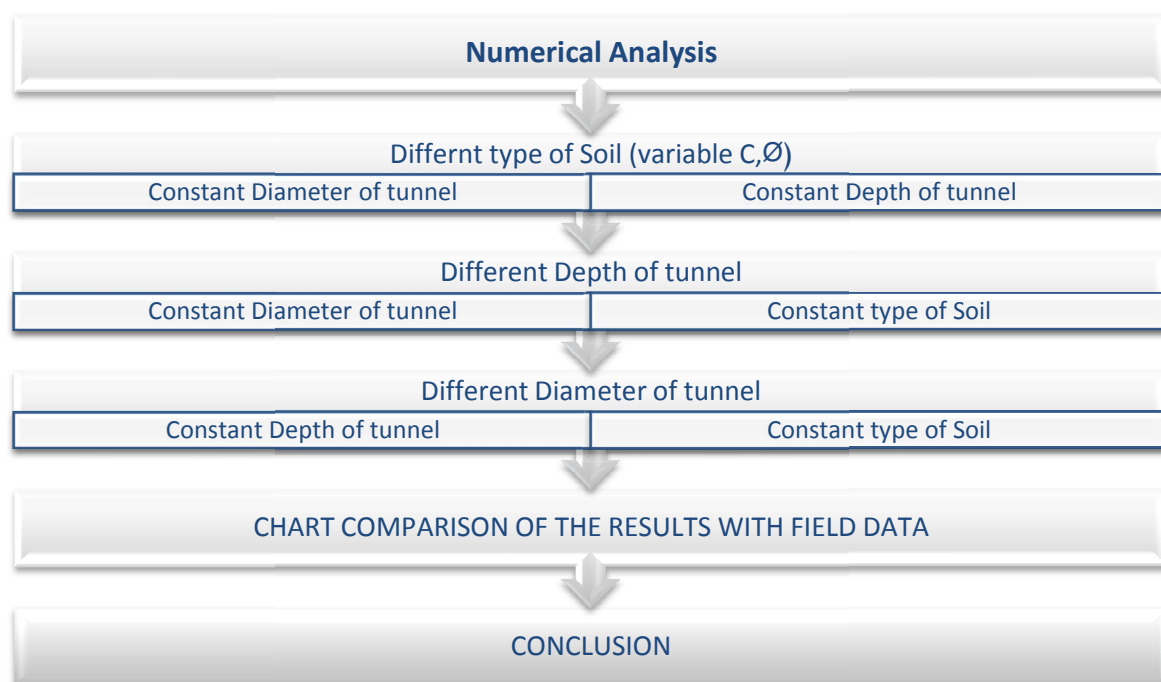 Numerical Analysis
Differnt type of Soil (variable C,Ø)
Constant Diameter of tunnel
Constant Depth of tunnel
Different Depth of tunnel
Constant Diameter of tunnel
Constant type of Soil
Different Diameter of tunnel
Constant Depth of tunnel
Constant type of Soil
CHART COMPARISON OF THE RESULTS WITH FIELD DATA
CONCLUSION